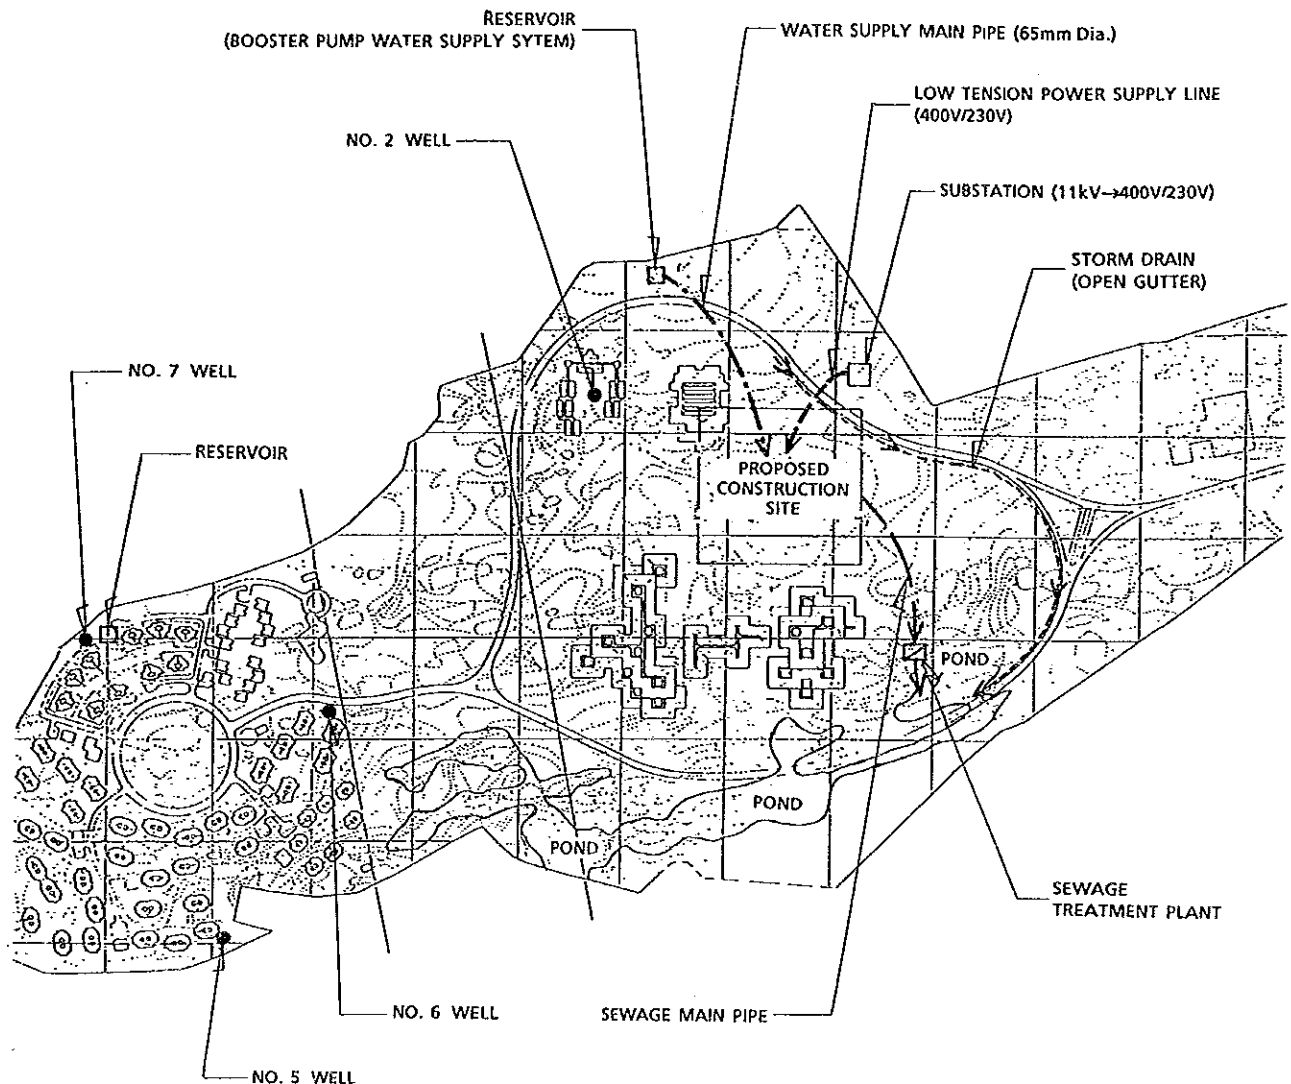 RESERVOIR
(BOOSTER PUMP WATER SUPPLY SYTEM)
WATER SUPPLY MAIN PIPE (65mm Dia.)
LOW TENSION POWER SUPPLY LINE
(400V/230V)
NO. 2 WELL
SUBSTATION (11kV→400V/230V)
STORM DRAIN
(OPEN GUTTER)
NO. 7 WELL
RESERVOIR
PROPOSED
CONSTRUCTION
SITE
POND
POND
POND
SEWAGE
TREATMENT PLANT
NO. 6 WELL
SEWAGE MAIN PIPE
NO. 5 WELL